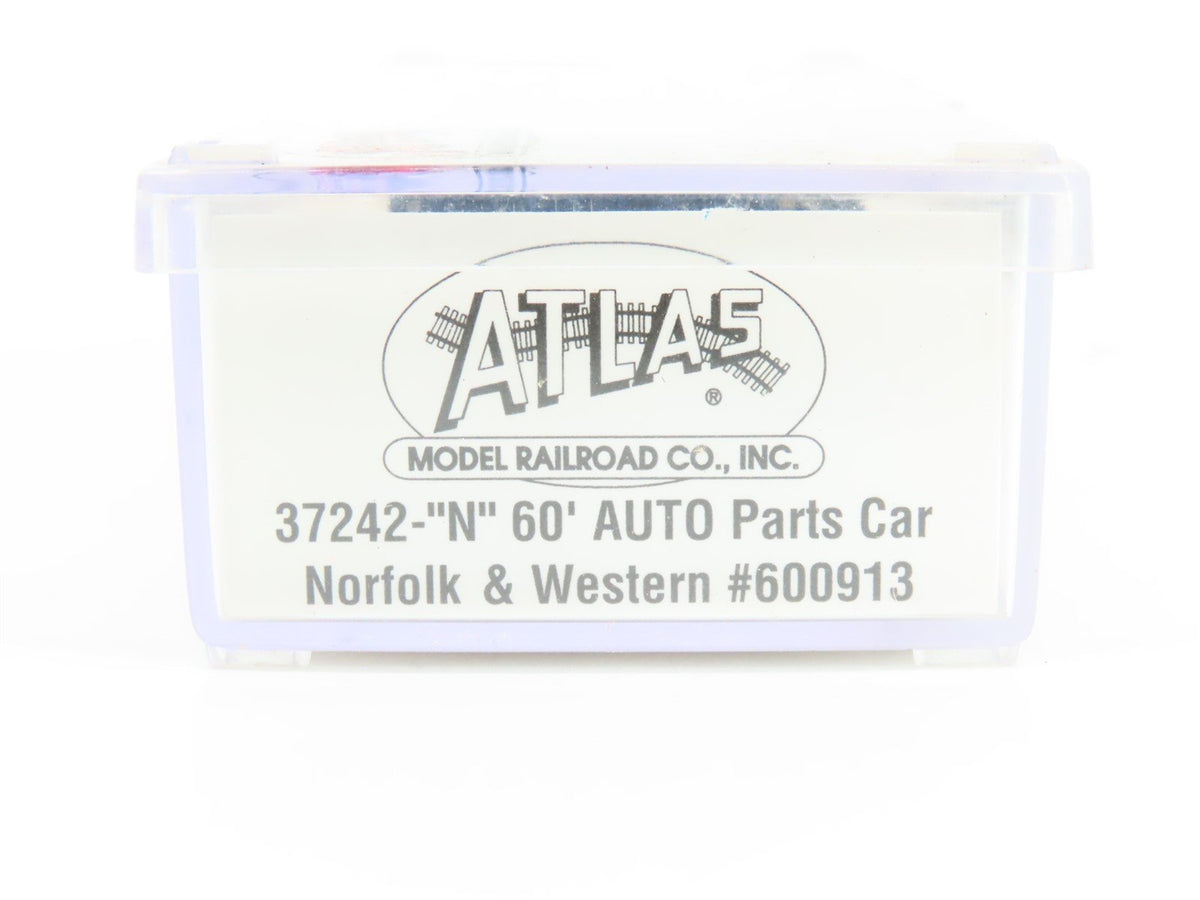 ATLAS
®
MODEL RAILROAD CO., INC.
37242-"N" 60' AUTO Parts Car
Norfolk & Western #600913